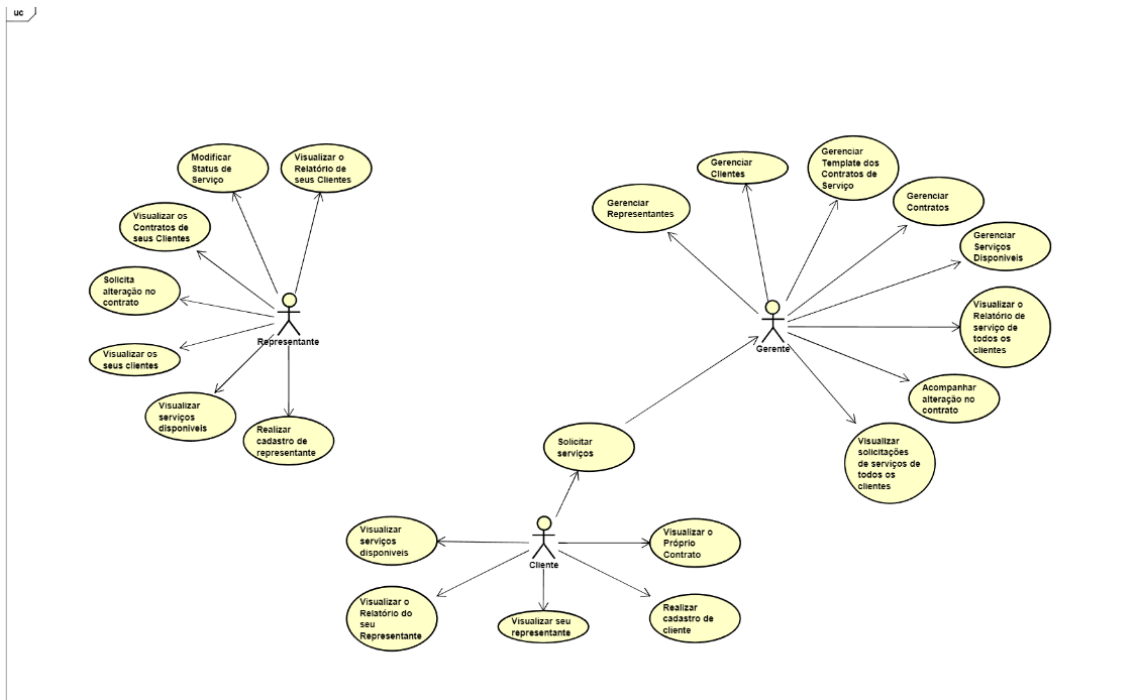 uc
Modificar
Status de
Serviço
Visualizar o
Relatório de
seus Clientes
Visualizar os
Contratos de
seus Clientes
Solicita
alteração no
contrato
Visualizar os
seus clientes
Visualizar
serviços
disponiveis
Realizar
cadastro de
representante
Representante
Gerenciar
Representantes
Gerenciar
Clientes
Gerenciar
Template dos
Contratos de
Serviço
Gerenciar
Contratos
Gerenciar
Serviços
Disponiveis
Visualizar o
Relatório de
serviço de
todos os
clientes
Acompanhar
alteração no
contrato
Visualizar
solicitações
de serviços de
todos os
clientes
Gerente
Solicitar
serviços
Visualizar
serviços
disponiveis
Cliente
Visualizar o
Próprio
Contrato
Visualizar o
Relatório do
seu
Representante
Visualizar seu
representante
Realizar
cadastro de
cliente